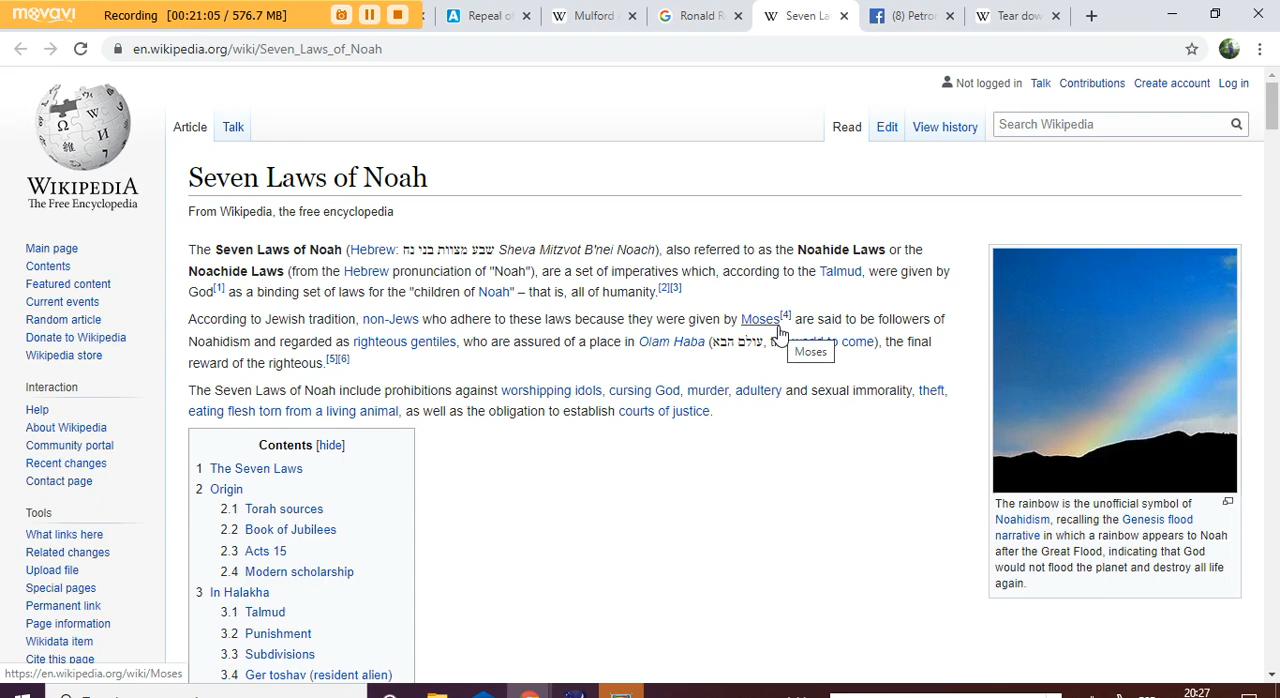 movavi Recording [00:21:05 / 576.7 MB]
Repeal of
Mulford
Ronald R
Seven La
(8) Petro
Tear dow
en.wikipedia.org/wiki/Seven_Laws_of_Noah
Not logged in Talk Contributions Create account Log in
Article Talk Read Edit View history Search Wikipedia
WIKIPEDIA
The Free Encyclopedia
Main page
Contents
Featured content
Current events
Random article
Donate to Wikipedia
Wikipedia store
Interaction
Help
About Wikipedia
Community portal
Recent changes
Contact page
Tools
What links here
Related changes
Upload file
Special pages
Permanent link
Page information
Wikidata item
Cite this page
Seven Laws of Noah
From Wikipedia, the free encyclopedia
The Seven Laws of Noah (Hebrew: שבע מצוות בני נח Sheva Mitzvot B'nei Noach), also referred to as the Noahide Laws or the
Noachide Laws (from the Hebrew pronunciation of "Noah"), are a set of imperatives which, according to the Talmud, were given by
God[1] as a binding set of laws for the "children of Noah" – that is, all of humanity.[2][3]
According to Jewish tradition, non-Jews who adhere to these laws because they were given by Moses[4] are said to be followers of
Noahidism and regarded as righteous gentiles, who are assured of a place in Olam Haba (עולם הבא, to come), the final
reward of the righteous.[5][6]
Moses
The Seven Laws of Noah include prohibitions against worshipping idols, cursing God, murder, adultery and sexual immorality, theft,
eating flesh torn from a living animal, as well as the obligation to establish courts of justice.
Contents [hide]
1 The Seven Laws
2 Origin
2.1 Torah sources
2.2 Book of Jubilees
2.3 Acts 15
2.4 Modern scholarship
3 In Halakha
3.1 Talmud
3.2 Punishment
3.3 Subdivisions
3.4 Ger toshav (resident alien)
The rainbow is the unofficial symbol of
Noahidism, recalling the Genesis flood
narrative in which a rainbow appears to Noah
after the Great Flood, indicating that God
would not flood the planet and destroy all life
again.
https://en.wikipedia.org/wiki/Moses
20:27